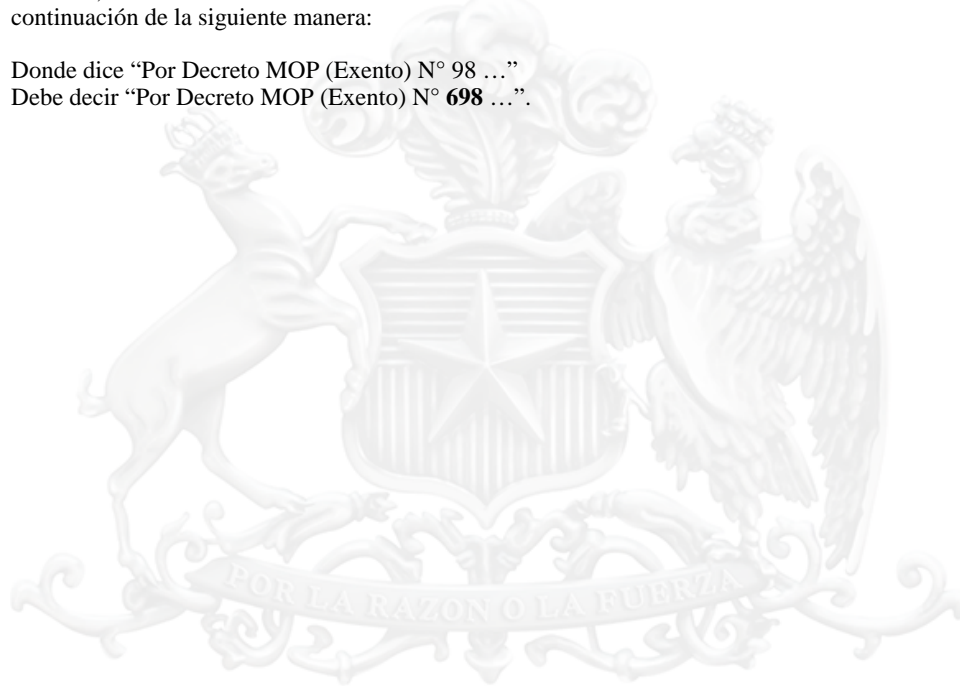 continuación de la siguiente manera:
Donde dice “Por Decreto MOP (Exento) N° 98 …”
Debe decir “Por Decreto MOP (Exento) N° 698 …”.
POR LA RAZON O LA FUERZA